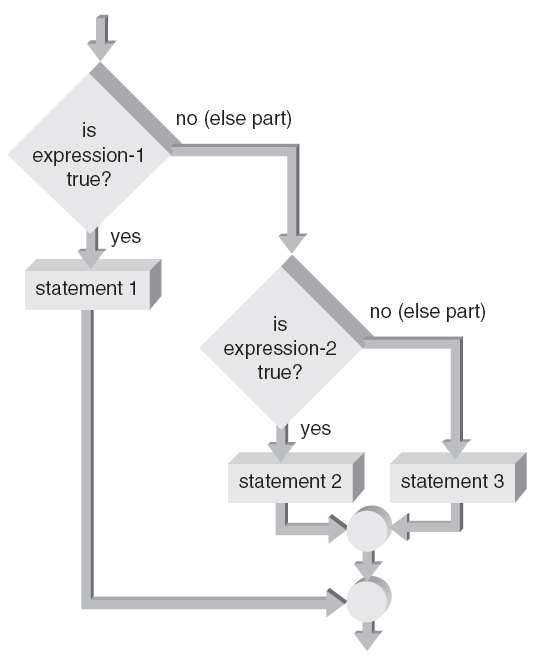 no (else part)
is
expression-1
true?
yes
statement 1
no (else part)
is
expression-2
true?
yes
statement 2
statement 3